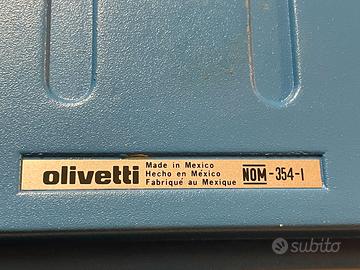 olivetti
Made in Mexico
Hecho en México
Fabriqué au Mexique
NOM-354-I
subito